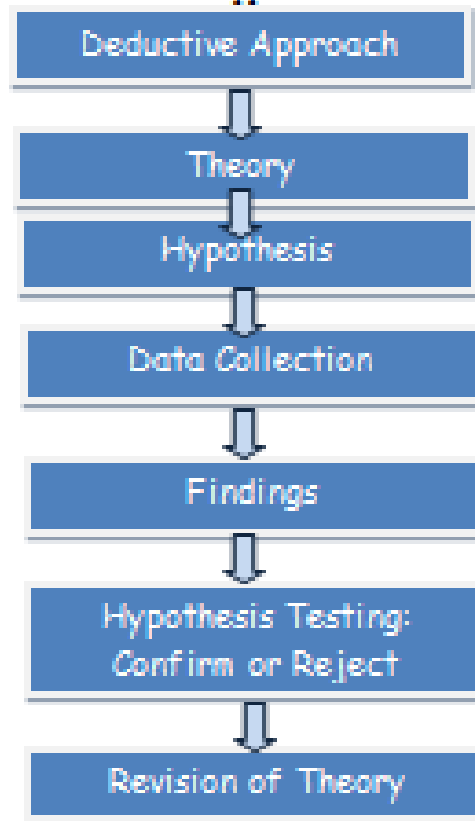 Deductive Approach
Theory
Hypothesis
Data Collection
Findings
Hypothesis Testing:
Confirm or Reject
Revision of Theory